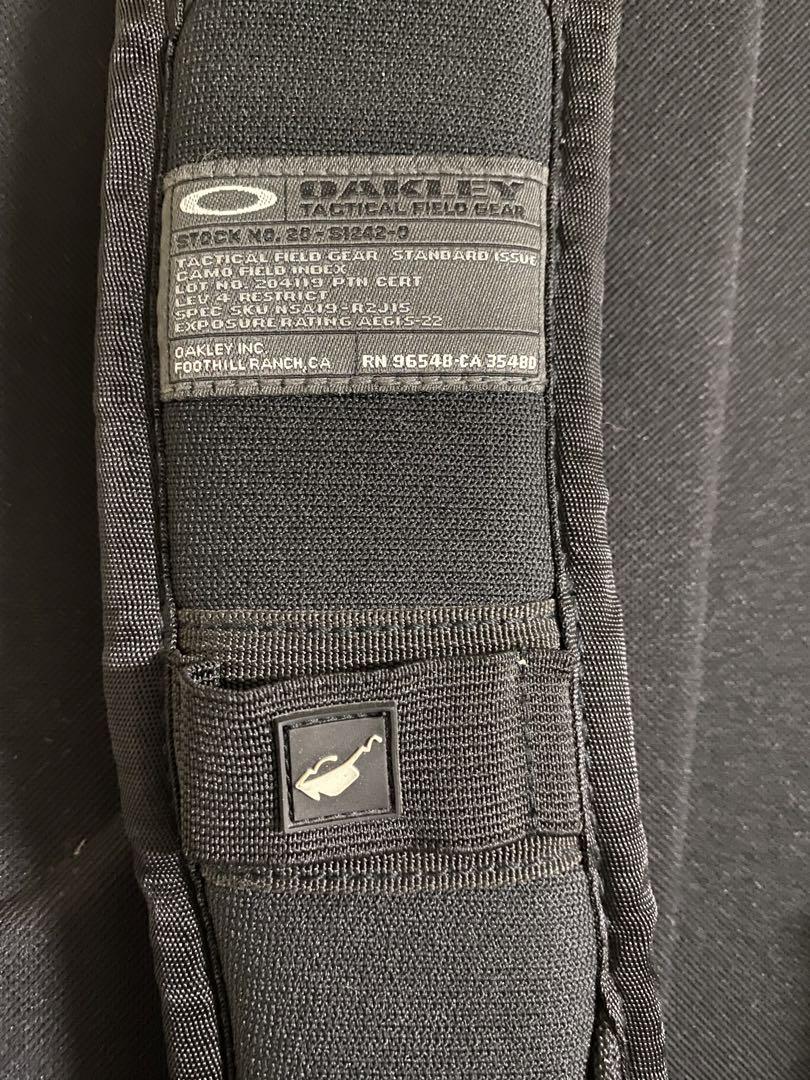 OAKLEY
TACTICAL FIELD GEAR
STOCK NO. 28-S1242-0
TACTICAL FIELD GEAR STANDARD ISSUE
CAMO FIELD INDEX
LOT NO. 204119 PTN CERT
LEV 4 RESTRICT
SPEC SKU NSA19-R2J15
EXPOSURE RATING AEGIS-22
OAKLEY INC
FOOTHILL RANCH, CA
RN 96548-CA 35480